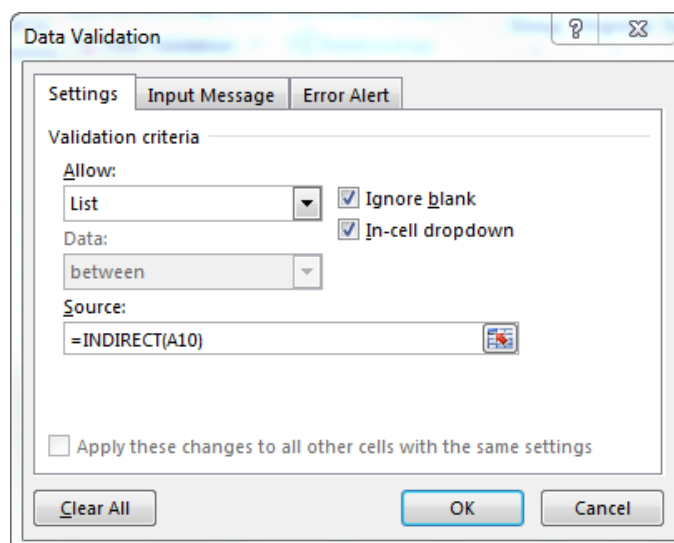 Data Validation
Settings
Input Message
Error Alert
Validation criteria
Allow:
List
Ignore blank
Data:
In-cell dropdown
between
Source:
=INDIRECT(A10)
Apply these changes to all other cells with the same settings
Clear All
OK
Cancel